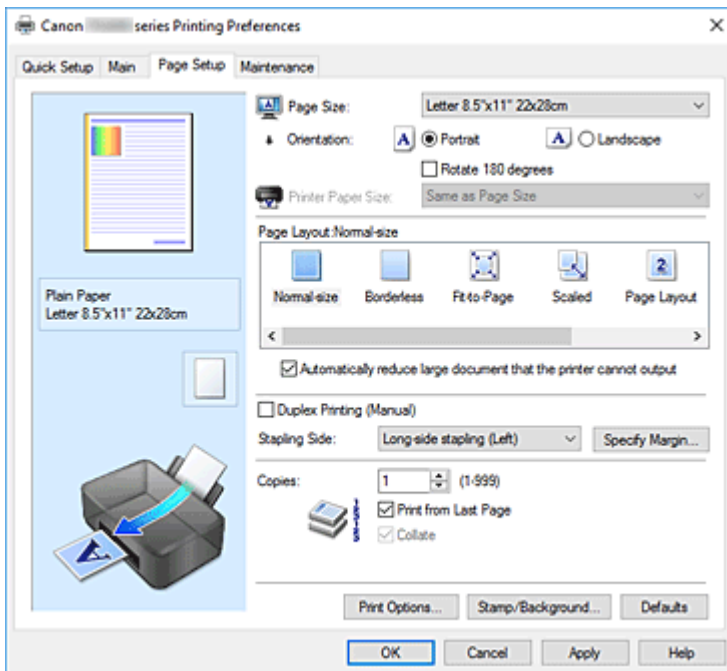 Canon series Printing Preferences
Quick Setup Main Page Setup Maintenance
Page Size: Letter 8.5"x11" 22x28cm
Orientation: A Portrait A Landscape
Rotate 180 degrees
Printer Paper Size: Same as Page Size
Page Layout:Normal-size
Normal-size Borderless Fit-to-Page Scaled Page Layout
Plain Paper
Letter 8.5"x11" 22x28cm
Automatically reduce large document that the printer cannot output
Duplex Printing (Manual)
Stapling Side: Long-side stapling (Left) Specify Margin...
Copies: 1 (1-999)
Print from Last Page
Collate
Print Options... Stamp/Background... Defaults
OK Cancel Apply Help